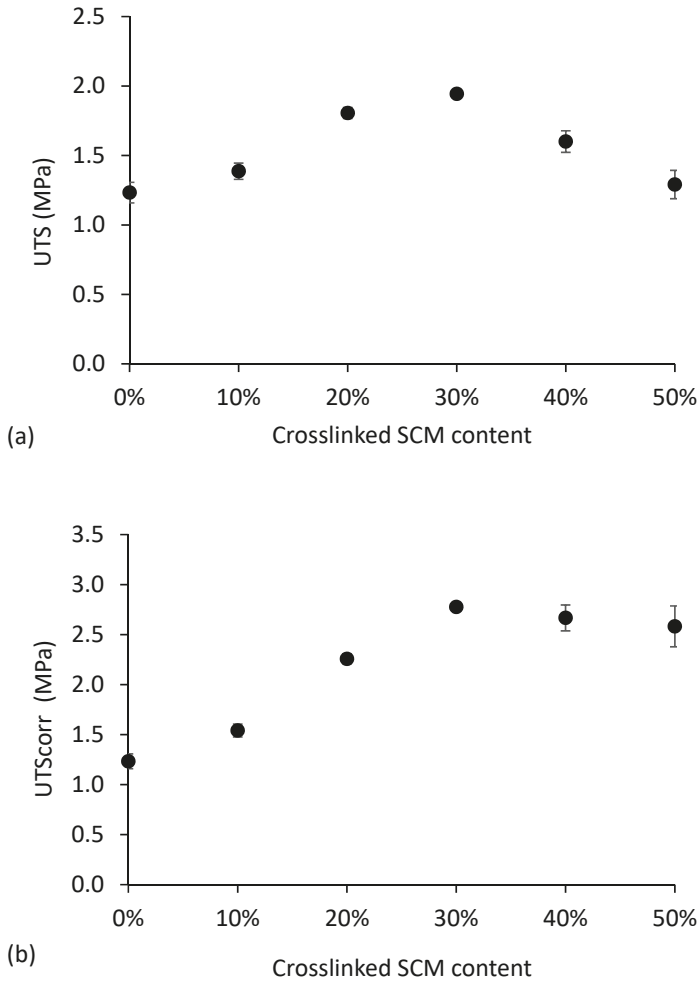 2.5
2.0
1.5
1.0
0.5
0.0
UTS (MPa)
0% 10% 20% 30% 40% 50%
(a)
Crosslinked SCM content
3.5
3.0
2.5
2.0
1.5
1.0
0.5
0.0
UTScorr (MPa)
0% 10% 20% 30% 40% 50%
(b)
Crosslinked SCM content